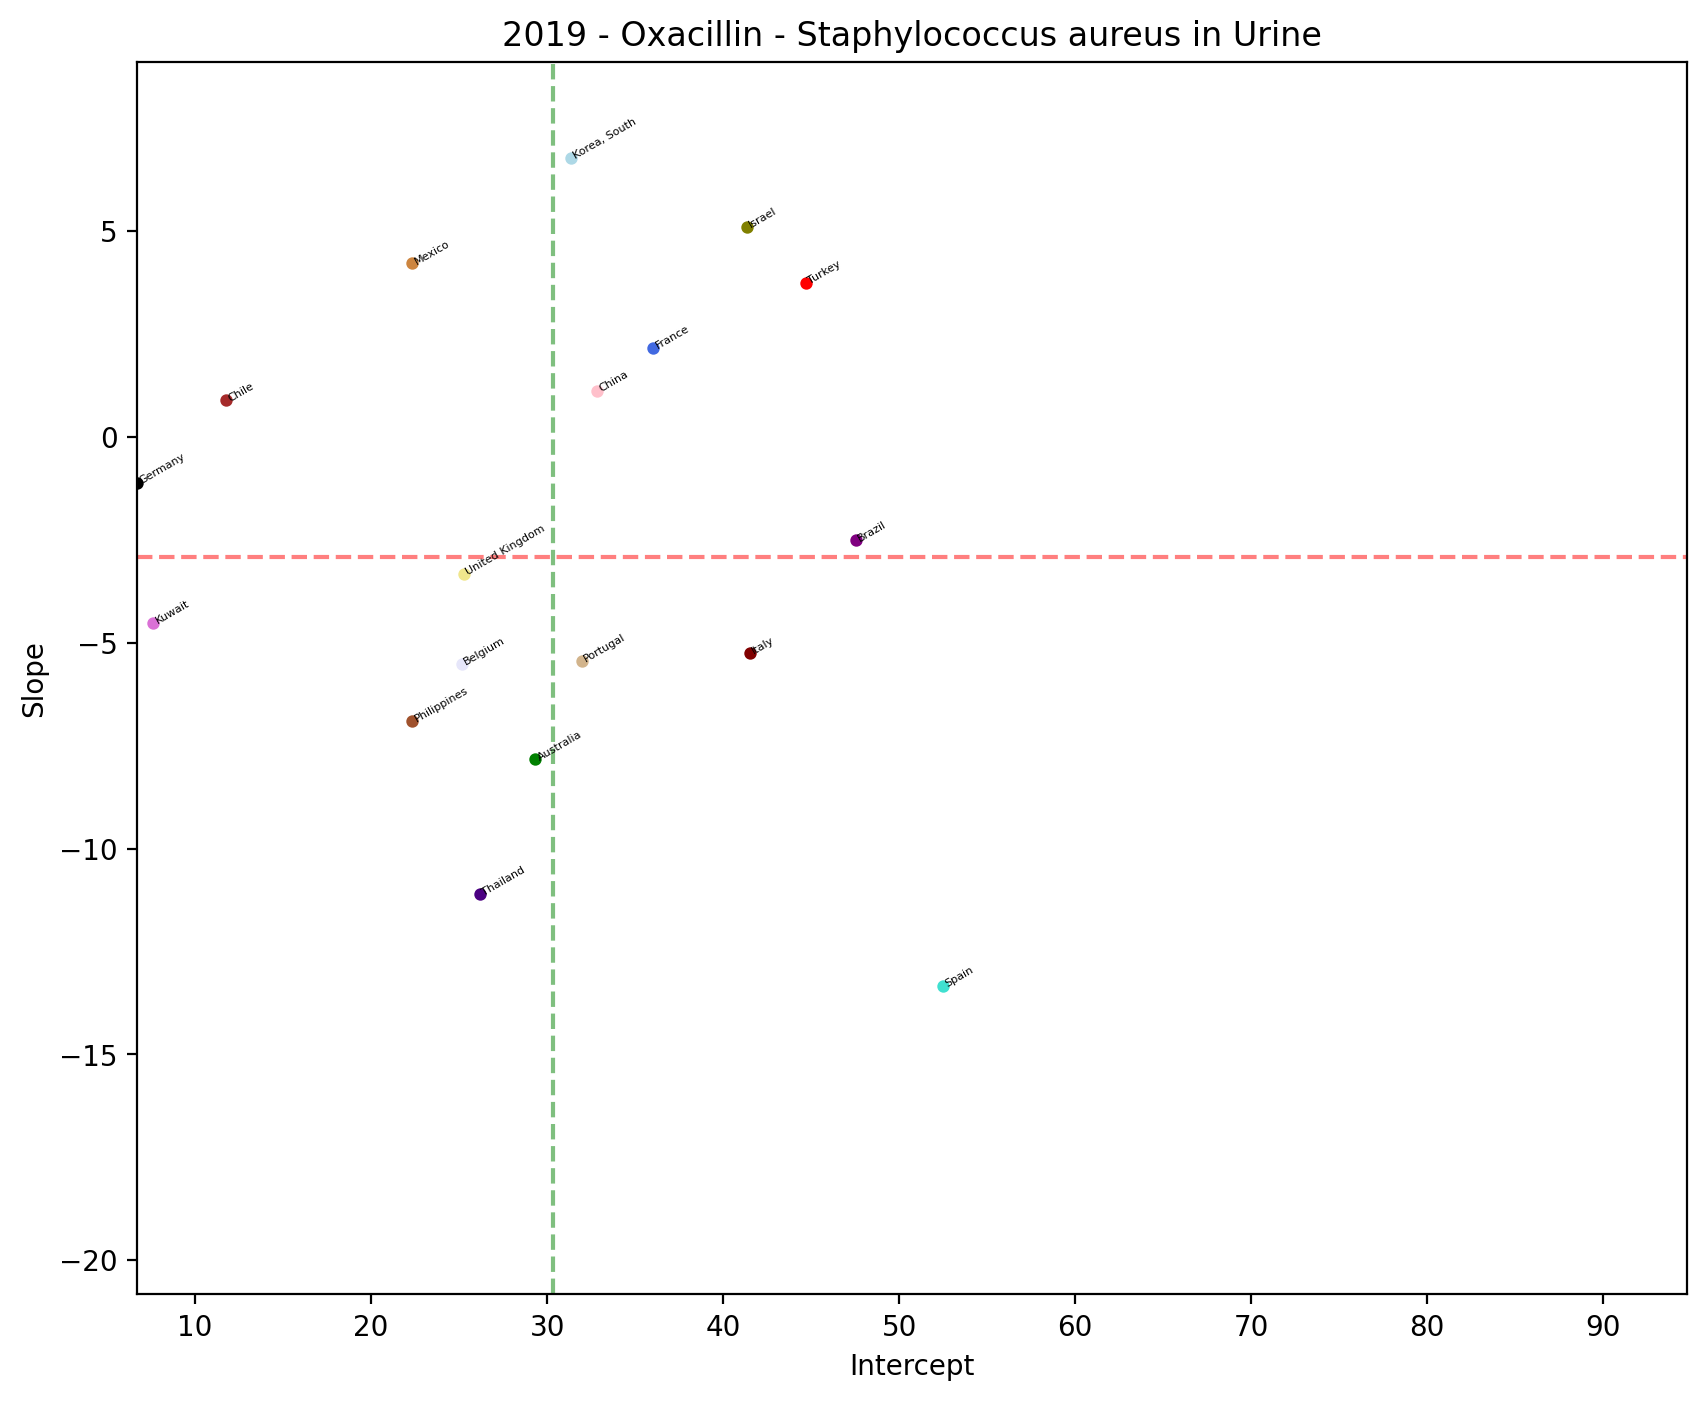 2019 - Oxacillin - Staphylococcus aureus in Urine
Korea, South
Israel
Mexico
Turkey
France
China
Chile
Germany
United Kingdom
Brazil
Kuwait
Belgium
Portugal
Italy
Philippines
Australia
Thailand
Spain
Slope
5
0
−5
−10
−15
−20
10 20 30 40 50 60 70 80 90
Intercept